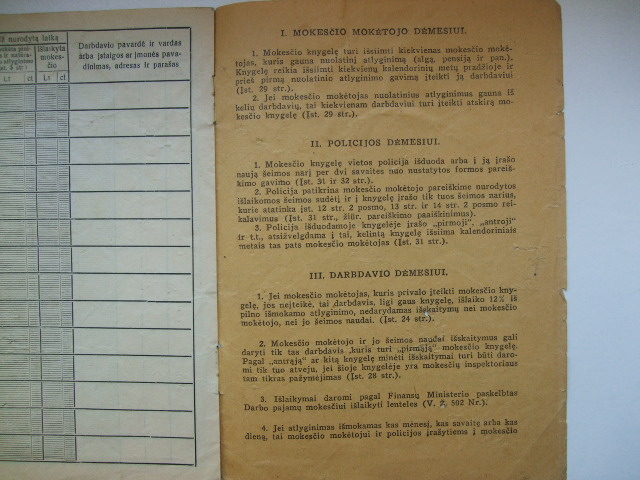 š nurodytą laiką
Išlaikyta
mokes-
čio
Lt
ct
Lt
ct
Darbdavio pavardė ir vardas
arba įstaigos ar įmonės pava-
dinimas, adresas ir parašas
I. MOKESČIO MOKĖTOJO DĖMESIUI.
1. Mokesčio knygelę turi išsiimti kiekvienas mokesčio mokė-
tojas, kuris gauna nuolatinį atlyginimą (algą, pensiją ir pan.).
Knygelę reikia išsiimti kiekvienų kalendorinių metų pradžioje ir
prieš pirmą nuolatinio atlyginimo gavimą įteikti ją darbdaviui
(Įst. 29 str.).
2. Jei mokesčio mokėtojas nuolatinius atlyginimus gauna iš
kelių darbdavių, tai kiekvienam darbdaviui turi įteikti atskirą mo-
kesčio knygelę (Įst. 29 str.).
II. POLICIJOS DĖMESIUI.
1. Mokesčio knygelę vietos policija išduoda arba į ją įrašo
naują šeimos narį per dvi savaites nuo nustatytos formos pareiš-
kimo gavimo (Įst. 31 ir 32 str.).
2. Policija patikrina mokesčio mokėtojo pareiškime nurodytos
išlaikomos šeimos sudėtį ir į knygelę įrašo tik tuos šeimos narius,
kurie atatinka įst. 12 str. 2 posmo, 13 str. ir 14 str. 2 posmo rei-
kalavimus (Įst. 31 str., žiūr. pareiškimo paaiškinimus).
3. Policija išduodamoje knygelėje įrašo „pirmoji", „antroji"
ir t.t., atsižvelgdama į tai, kelintą knygelę išsiima kalendoriniais
metais tas pats mokesčio mokėtojas (Įst. 31 str.).
III. DARBDAVIO DĖMESIUI.
1. Jei mokesčio mokėtojas, kuris privalo įteikti mokesčio kny-
gelę, jos neįteikė, tai darbdavis, ligi gaus knygelę, išlaiko 12% iš
pilno išmokamo atlyginimo, nedarydamas išskaitymų nei mokesčio
mokėtojo, nei jo šeimos naudai. (Įst. 24 str.).
2. Mokesčio mokėtojo ir jo šeimos naudai išskaitymus gali
daryti tik tas darbdavis kuris turi „pirmąją" mokesčio knygelę.
Pagal „antrąją" ar kitą knygelę minėti išskaitymai turi būti daro-
mi tik tuo atveju, jei šioje knygelėje yra mokesčių inspektoriaus
tam tikras pažymėjimas (Įst. 28 str.).
3. Išlaikymai daromi pagal Finansų Ministerio paskelbtas
Darbo pajamų mokesčiui išlaikyti lenteles (V. Ž. 502 Nr.).
4. Jei atlyginimas išmokamas kas mėnesį, kas savaitę arba kas
dieną, tai mokesčio mokėtojui ir policijos įrašytiems į mokesčio